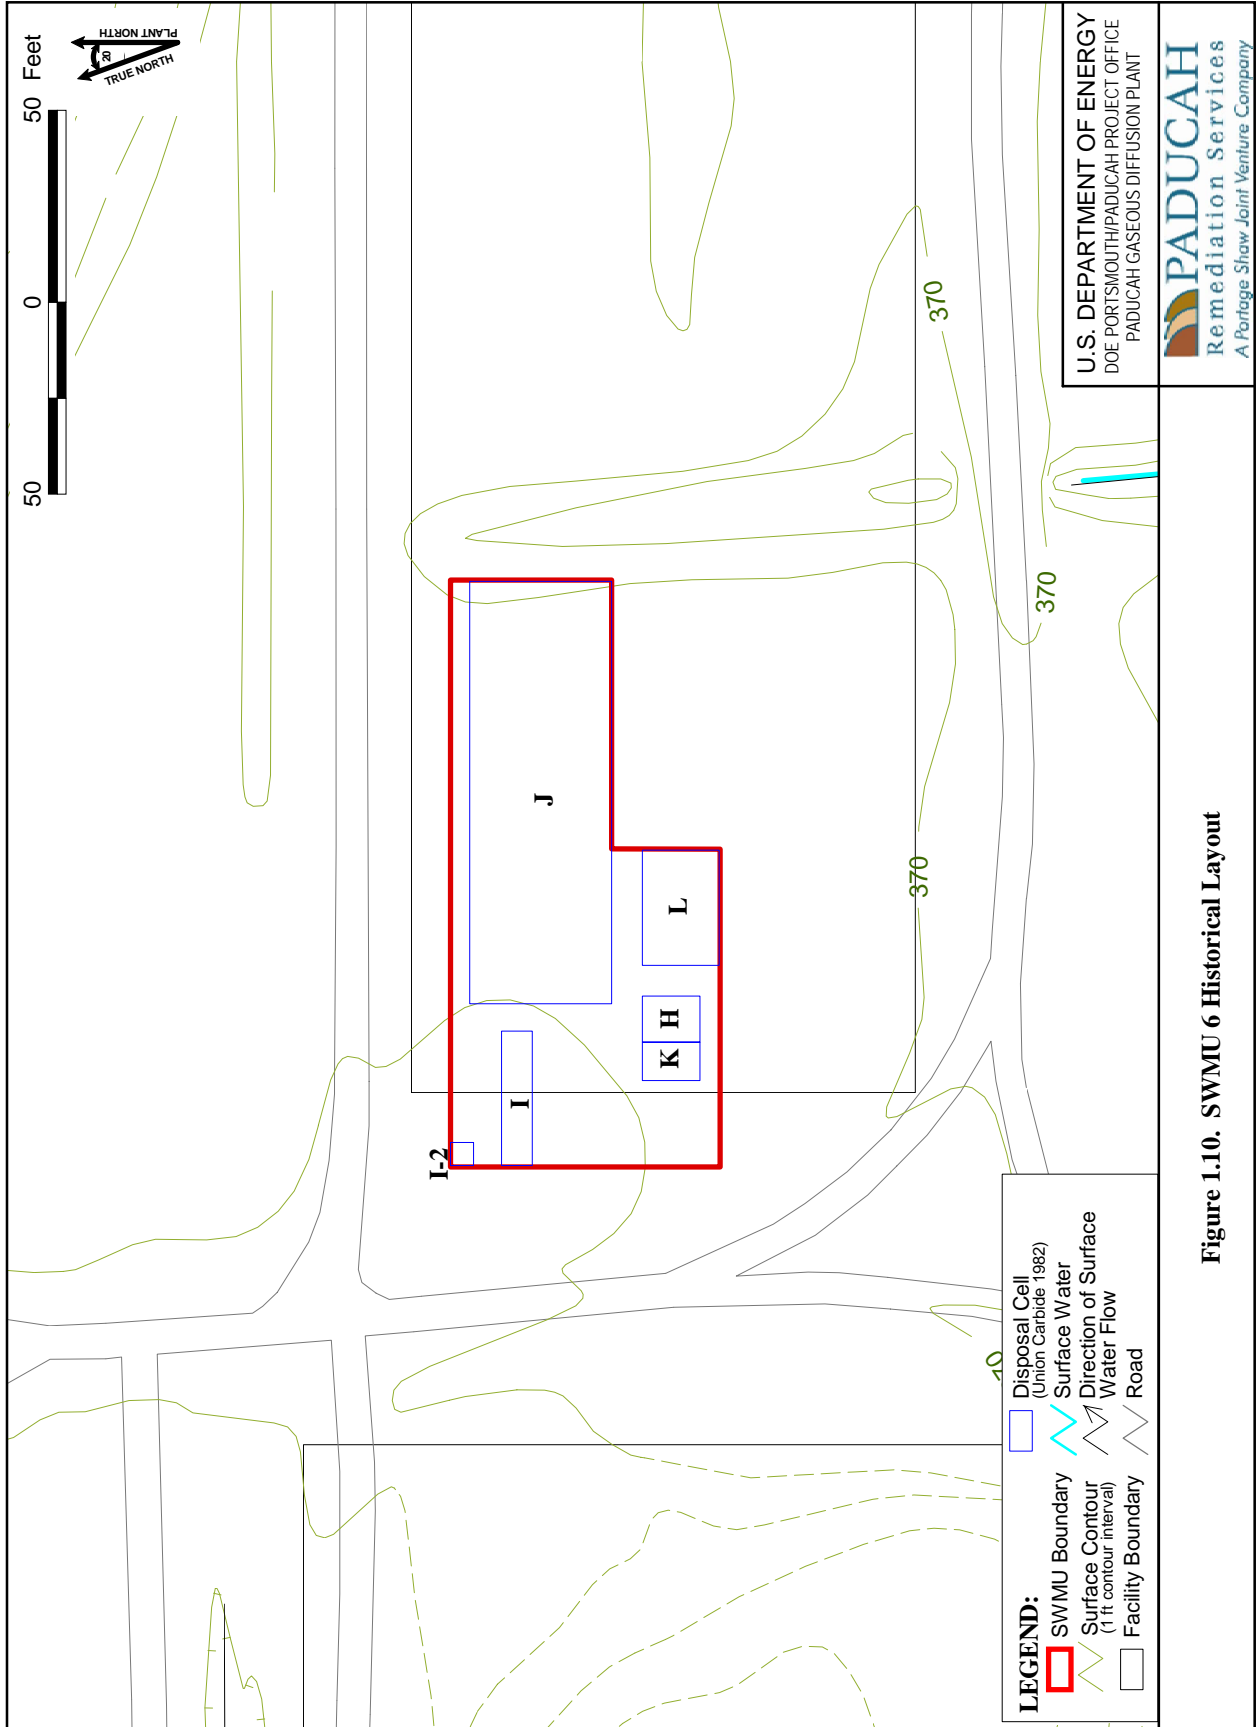 50 0 50 Feet
PLANT NORTH
20
TRUE NORTH
370
370
370
J
L
H
K
I
I-2
LEGEND:
SWMU Boundary
Surface Contour
(1 ft contour interval)
Facility Boundary
Disposal Cell
(Union Carbide 1982)
Surface Water
Direction of Surface
Water Flow
Road
U.S. DEPARTMENT OF ENERGY
DOE PORTSMOUTH/PADUCAH PROJECT OFFICE
PADUCAH GASEOUS DIFFUSION PLANT
PADUCAH
Remediation Services
A Portage Shaw Joint Venture Company
Figure 1.10. SWMU 6 Historical Layout